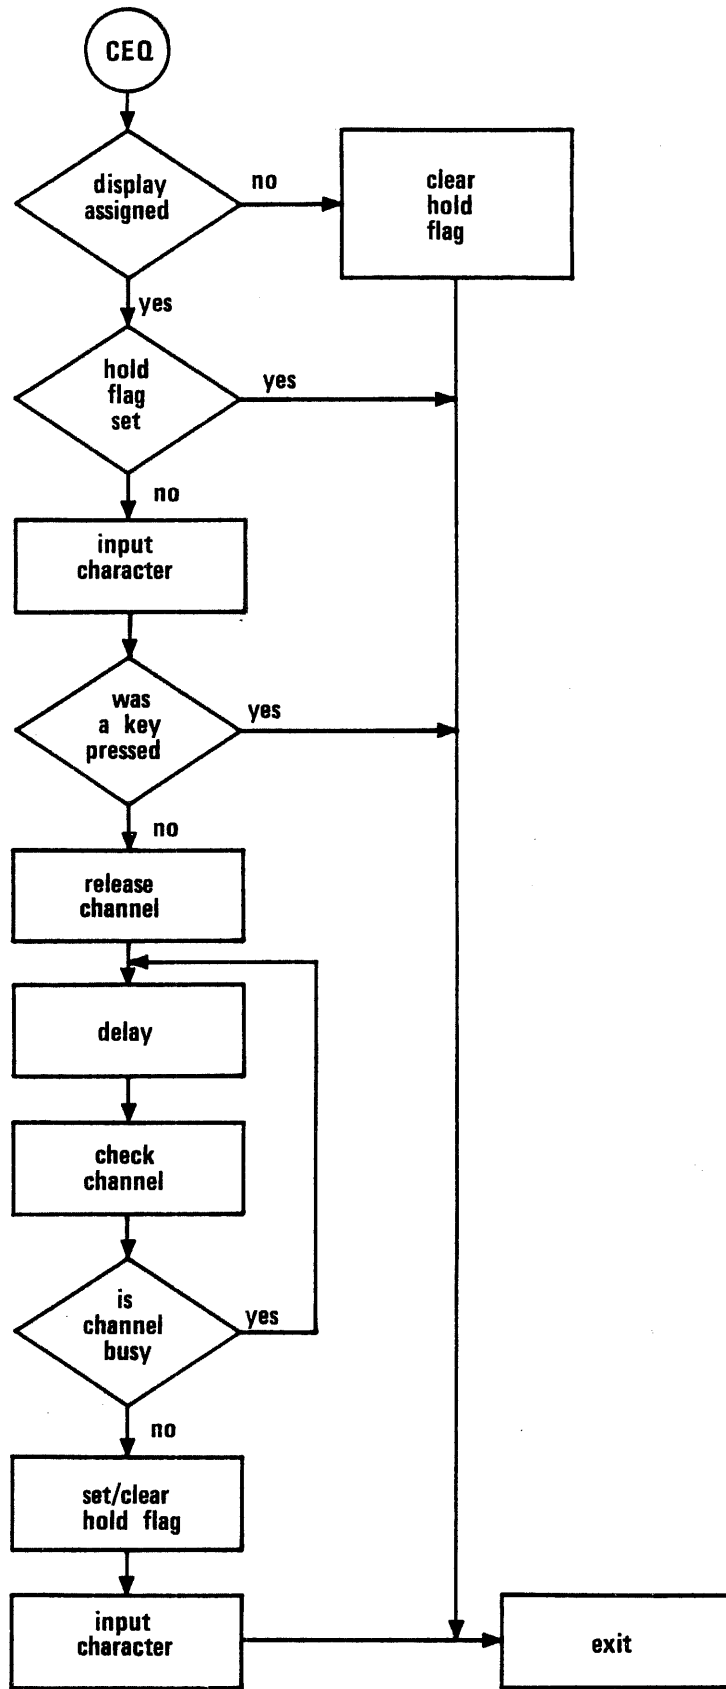 CEQ
display
assigned
no
clear
hold
flag
yes
hold
flag
set
yes
no
input
character
was
a key
pressed
yes
no
release
channel
delay
check
channel
is
channel
busy
yes
no
set/clear
hold flag
input
character
exit